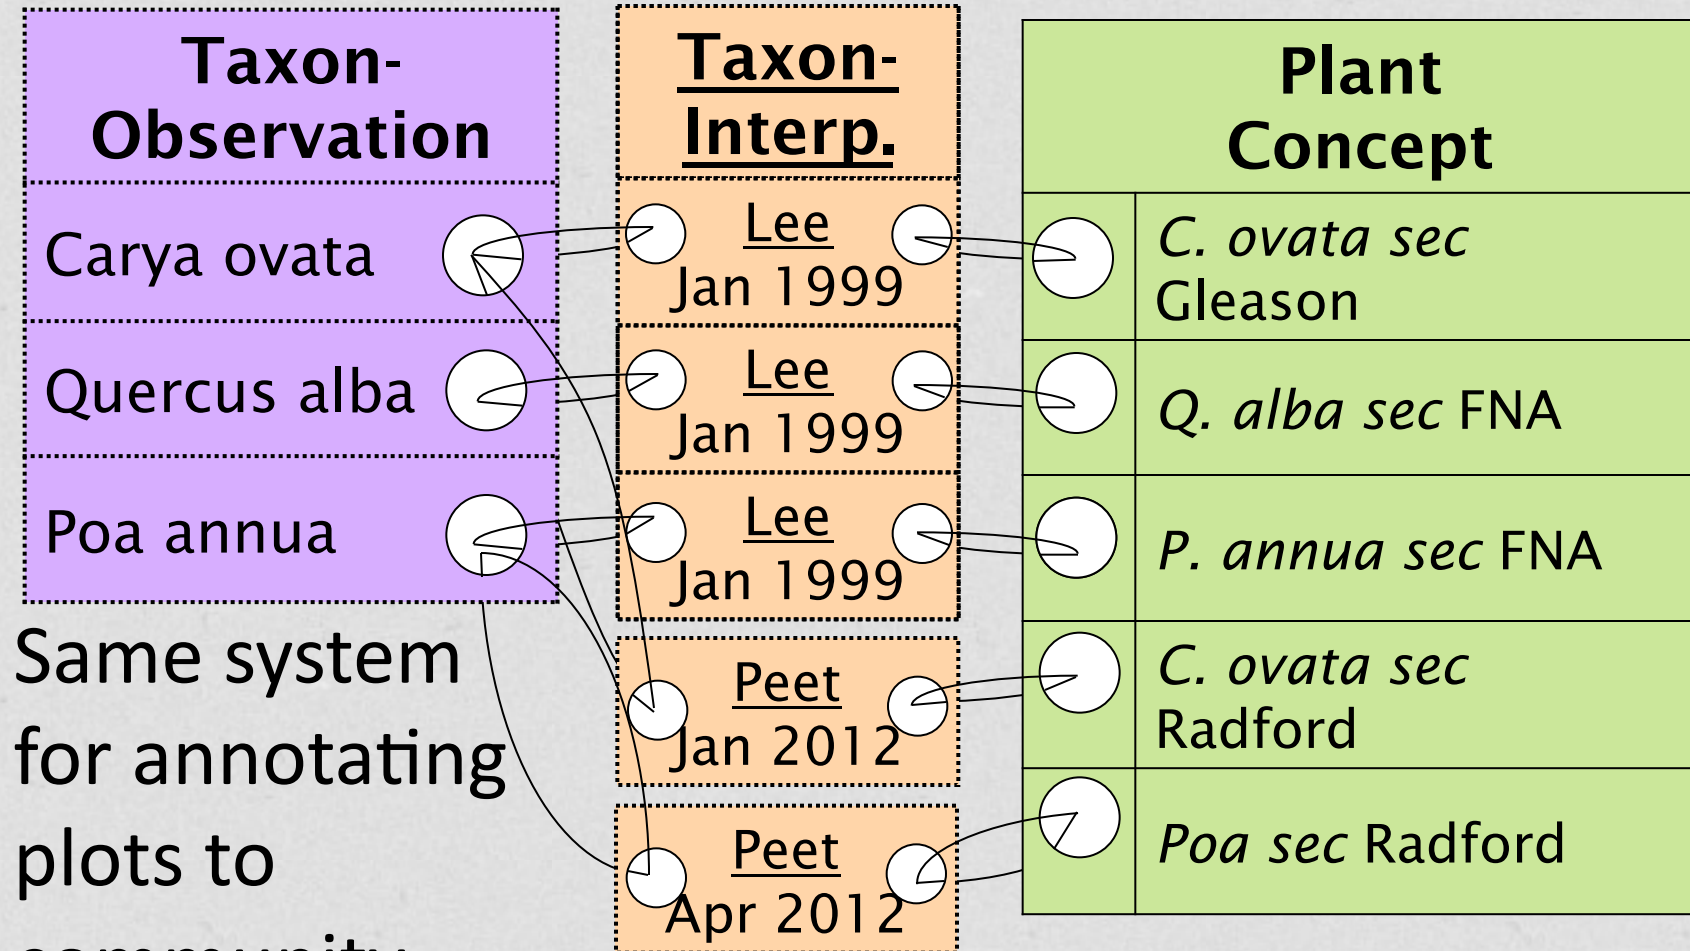 Taxon-
Observation
Carya ovata
Quercus alba
Poa annua
Same system
for annotating
plots to
community
Taxon-
Interp.
Lee
Jan 1999
Lee
Jan 1999
Lee
Jan 1999
Peet
Jan 2012
Peet
Apr 2012
Plant
Concept
C. ovata sec
Gleason
Q. alba sec FNA
P. annua sec FNA
C. ovata sec
Radford
Poa sec Radford